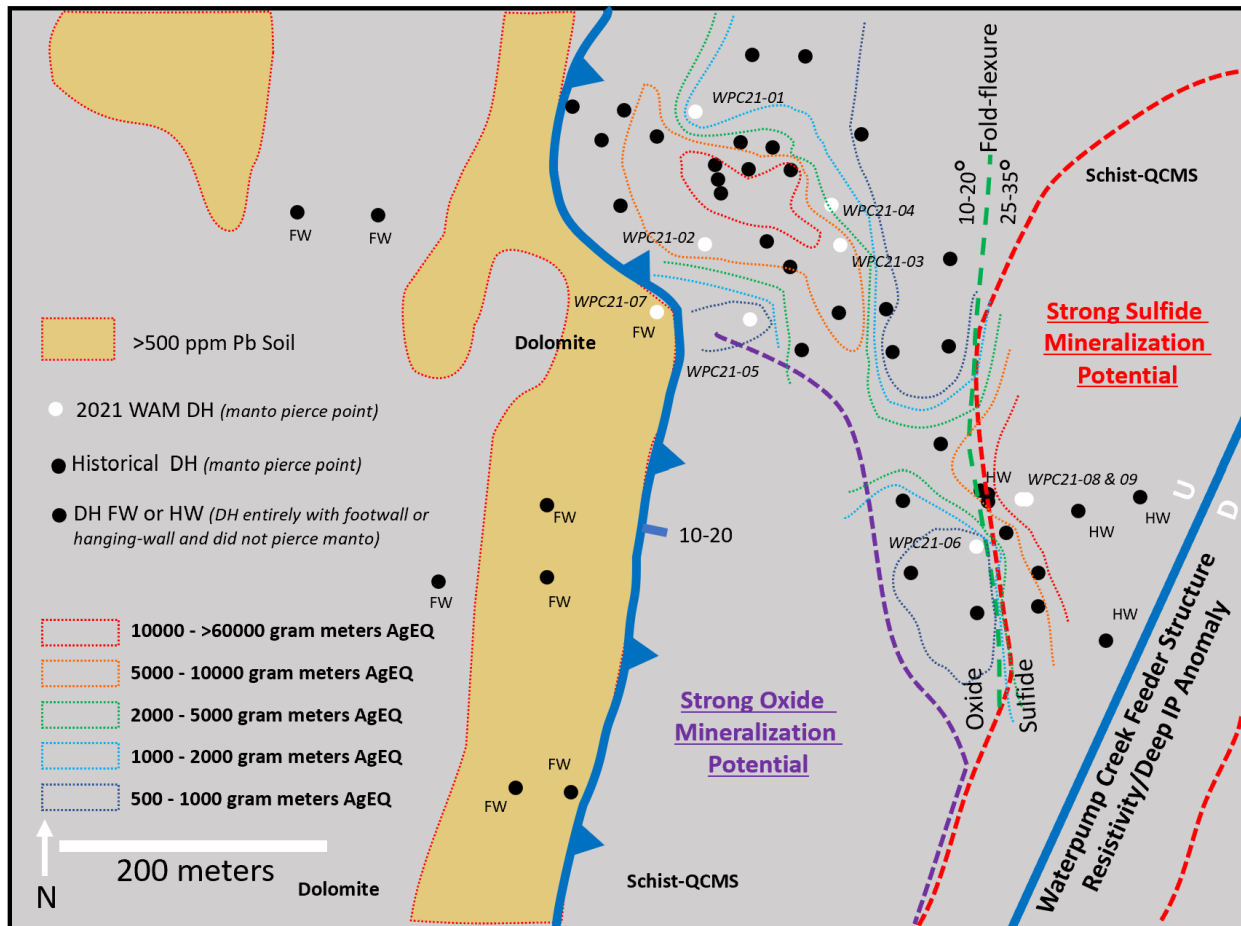 WPC21-01
Fold-flexure
10-20°
25-35°
Schist-QCMS
WPC21-04
FW
FW
WPC21-02
WPC21-03
WPC21-07
FW
Dolomite
WPC21-05
Strong Sulfide
Mineralization
Potential
>500 ppm Pb Soil
2021 WAM DH (manto pierce point)
Historical DH (manto pierce point)
DH FW or HW (DH entirely with footwall or
hanging-wall and did not pierce manto)
HW
WPC21-08 & 09
HW
HW
U
D
FW
10-20
WPC21-06
FW
FW
HW
10000 - >60000 gram meters AgEQ
5000 - 10000 gram meters AgEQ
2000 - 5000 gram meters AgEQ
1000 - 2000 gram meters AgEQ
500 - 1000 gram meters AgEQ
Strong Oxide
Mineralization
Potential
Oxide
Sulfide
Waterpump Creek Feeder Structure
Resistivity/Deep IP Anomaly
FW
FW
200 meters
N
Dolomite
Schist-QCMS